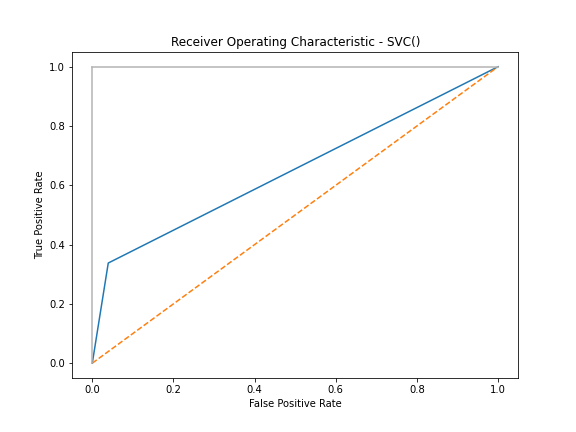 Receiver Operating Characteristic - SVC()
1.0
0.8
0.6
0.4
0.2
0.0
True Positive Rate
0.0 0.2 0.4 0.6 0.8 1.0
False Positive Rate